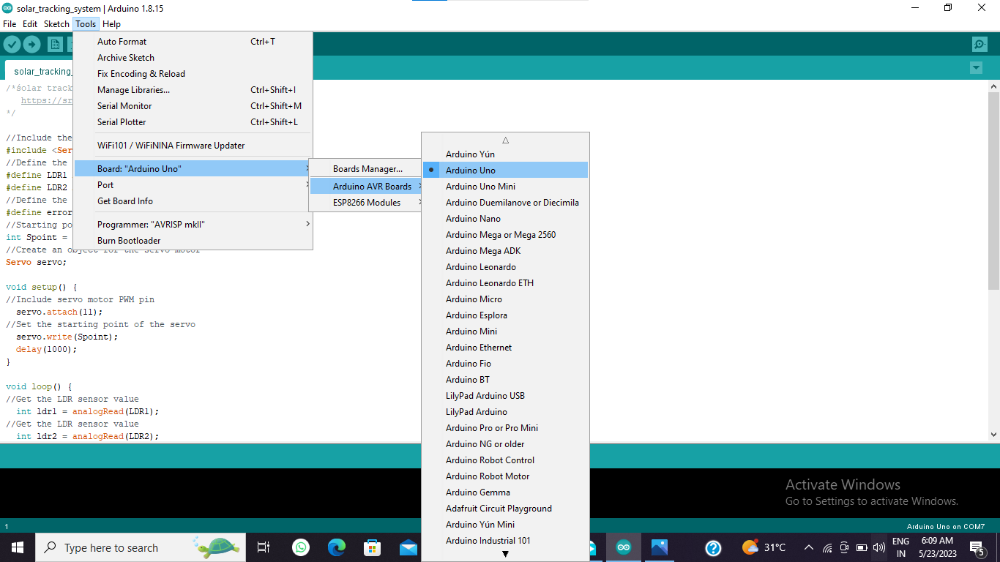 solar_tracking_system | Arduino 1.8.15
File Edit Sketch Tools Help
solar_tracking_
Auto Format Ctrl+T
Archive Sketch
Fix Encoding & Reload
Manage Libraries... Ctrl+Shift+I
Serial Monitor Ctrl+Shift+M
Serial Plotter Ctrl+Shift+L
WiFi101 / WiFiNINA Firmware Updater
Board: "Arduino Uno"
Port
Get Board Info
Programmer: "AVRISP mkII"
Burn Bootloader
Boards Manager...
Arduino AVR Boards
ESP8266 Modules
Arduino Yún
Arduino Uno
Arduino Uno Mini
Arduino Duemilanove or Diecimila
Arduino Nano
Arduino Mega or Mega 2560
Arduino Mega ADK
Arduino Leonardo
Arduino Leonardo ETH
Arduino Micro
Arduino Esplora
Arduino Mini
Arduino Ethernet
Arduino Fio
Arduino BT
LilyPad Arduino USB
LilyPad Arduino
Arduino Pro or Pro Mini
Arduino NG or older
Arduino Robot Control
Arduino Robot Motor
Arduino Gemma
Adafruit Circuit Playground
Arduino Yún Mini
Arduino Industrial 101
/*solar track
https://sr
*/
//Include the
#include <Ser
//Define the
#define LDR1
#define LDR2
//Define the
#define error
//Starting po
int Spoint =
//Create an object for the servo motor
Servo servo;
void setup() {
//Include servo motor PWM pin
servo.attach(11);
//Set the starting point of the servo
servo.write(Spoint);
delay(1000);
}
void loop() {
//Get the LDR sensor value
int ldr1 = analogRead(LDR1);
//Get the LDR sensor value
int ldr2 = analogRead(LDR2);
Activate Windows
Go to Settings to activate Windows.
1
Arduino Uno on COM7
Type here to search
31°C
ENG
IN
6:09 AM
5/23/2023
5